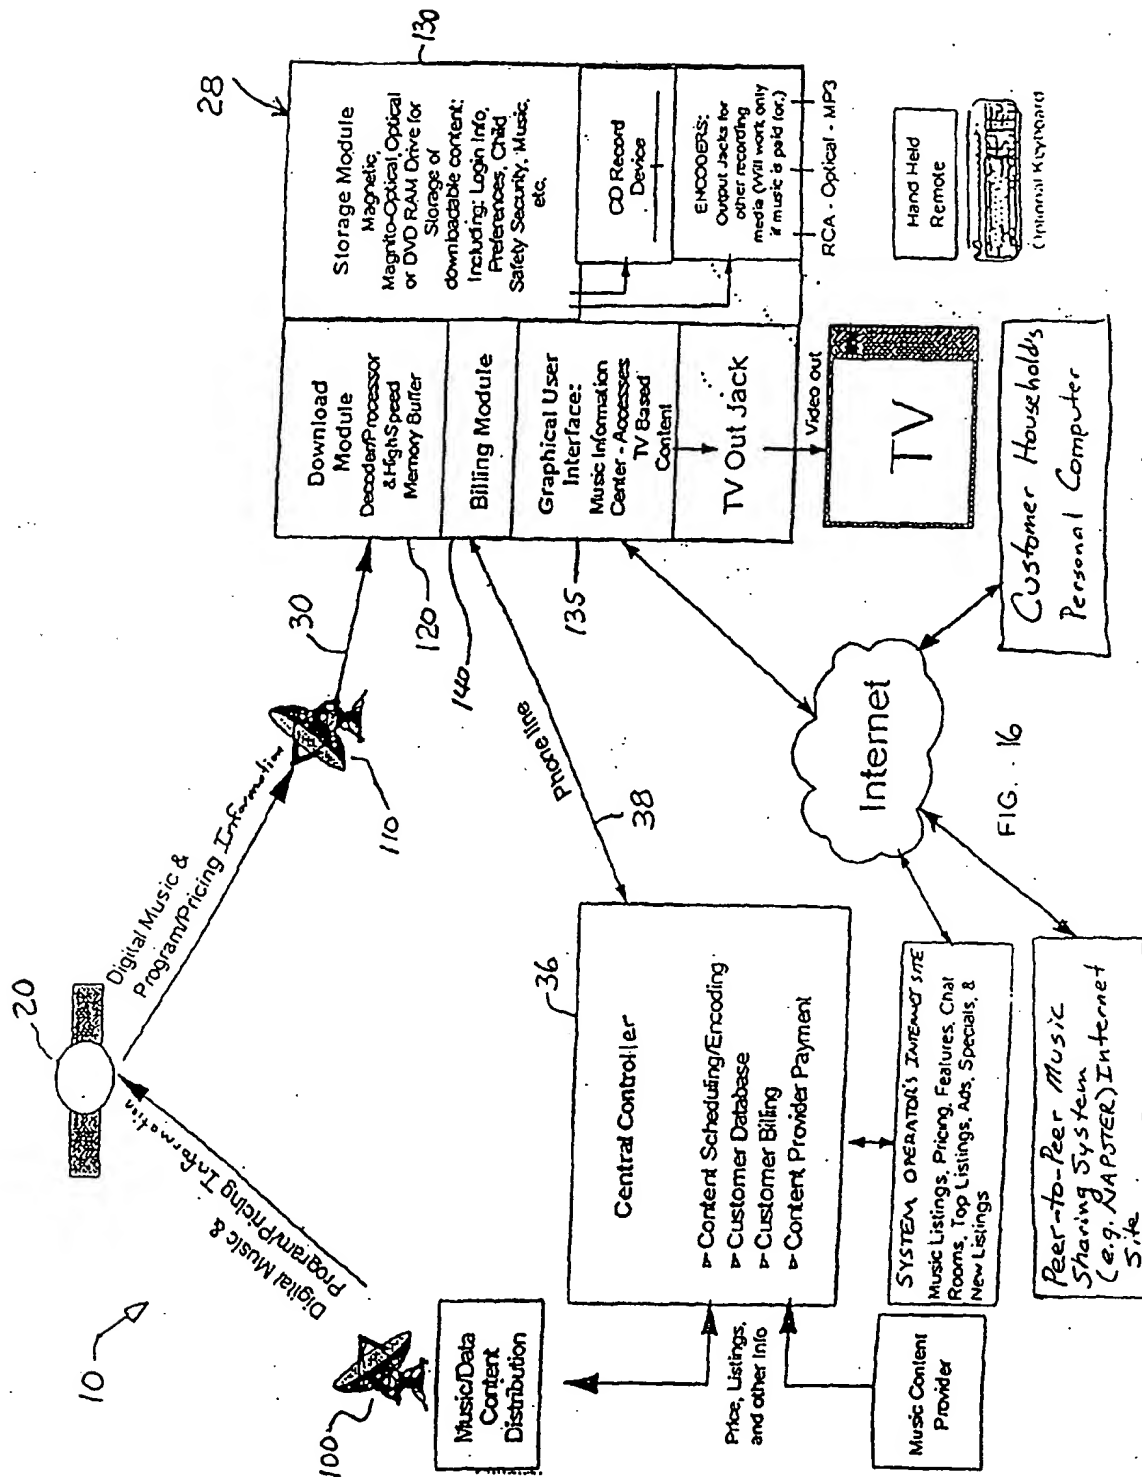 10
20
Digital Music &
Program/Pricing Information
Digital Music &
Program/Pricing Information
100
Music/Data
Content
Distribution
110
30
28
130
120
140
135
Download
Module
Decoder/Processor
& High Speed
Memory Buffer
Billing Module
Graphical User
Interface:
Music Information
Center - Accesses
TV Based
Content
TV Out Jack
Storage Module
Magnetic,
Magnito-Optical, Optical
or DVD RAM Drive for
Storage of
downloadable content:
Including: Login Info,
Preferences, Child
Safety Security, Music,
etc.
CD Record
Device
ENCODERS:
Output Jacks for
other recording
media (Will work only
if music is paid for.)
RCA - Optical - MP3
Video out
TV
Hand Held
Remote
Optional Keyboard
Phone line
38
36
Central Controller
Content Scheduling/Encoding
Customer Database
Customer Billing
Content Provider Payment
Price, Listings,
and other Info
Music Content
Provider
SYSTEM OPERATOR'S INTERNET SITE
Music Listings, Pricing, Features, Chat
Rooms, Top Listings, Ads, Specials, &
New Listings
Peer-to-Peer Music
Sharing System
(e.g. NAPSTER) Internet
Site
Internet
Customer Household's
Personal Computer
FIG. 16